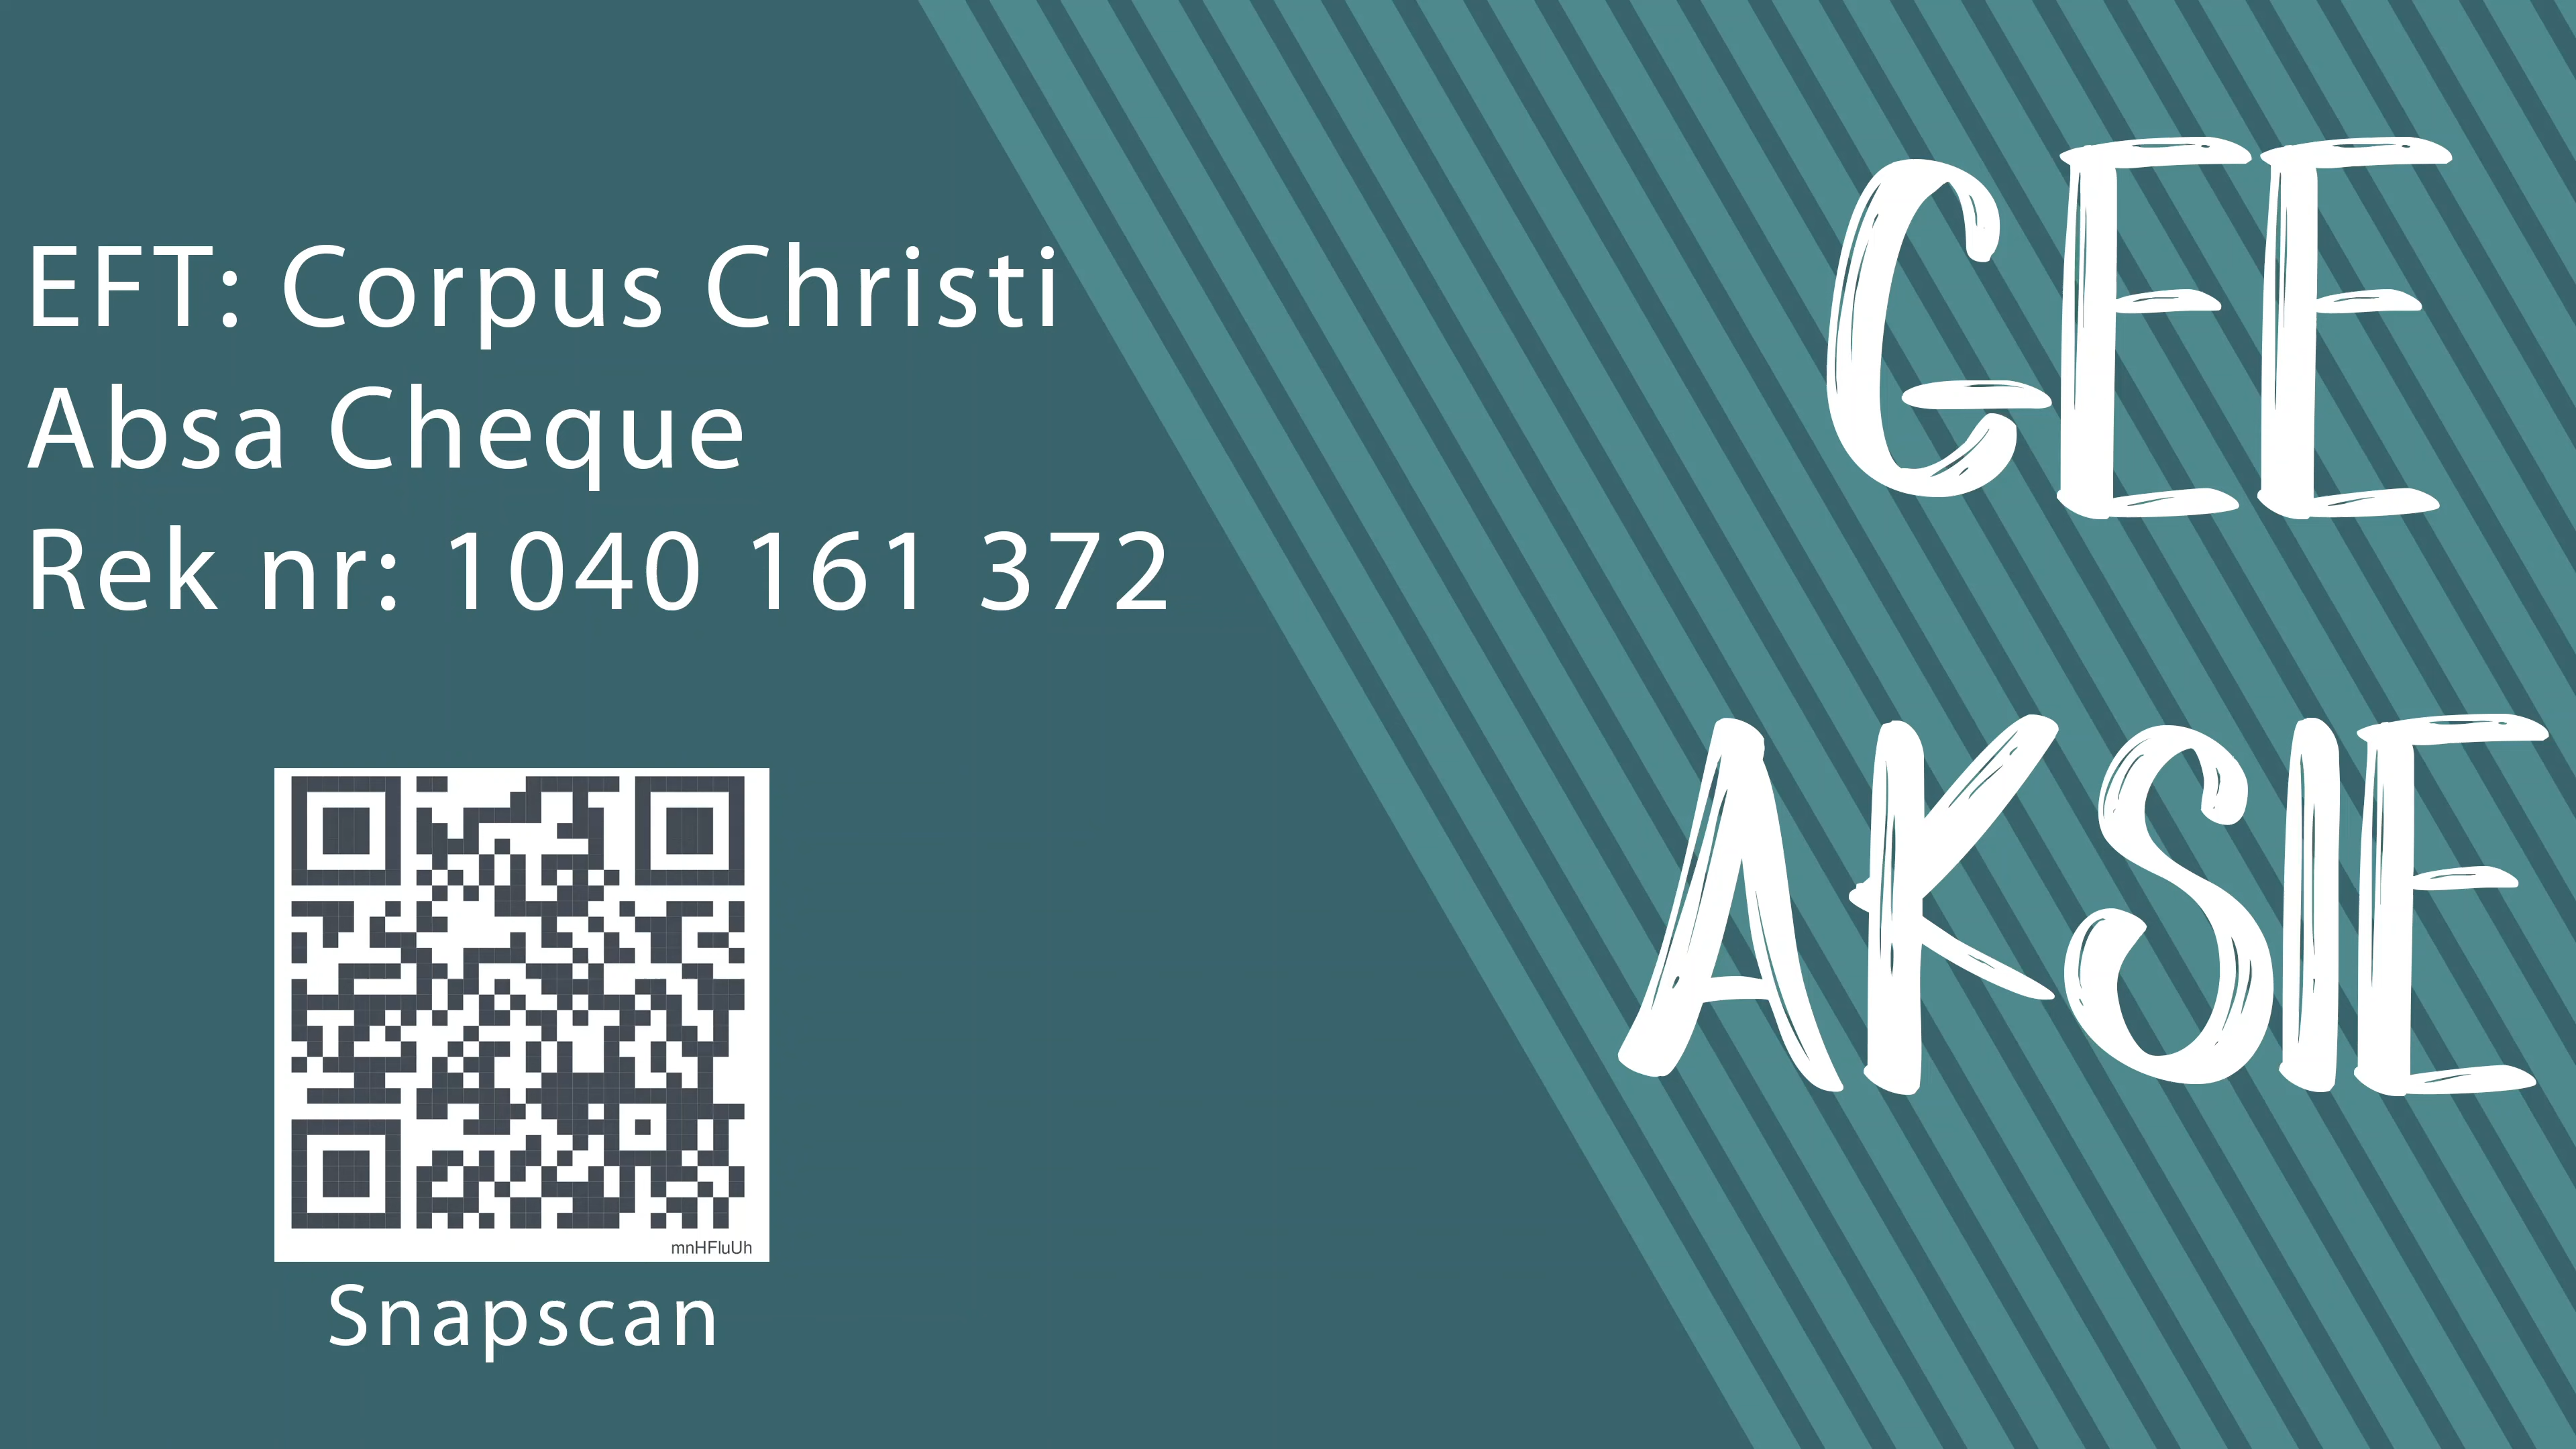 EFT: Corpus Christi
Absa Cheque
Rek nr: 1040 161 372
mnHFluUh
Snapscan
GEE
AKSIE